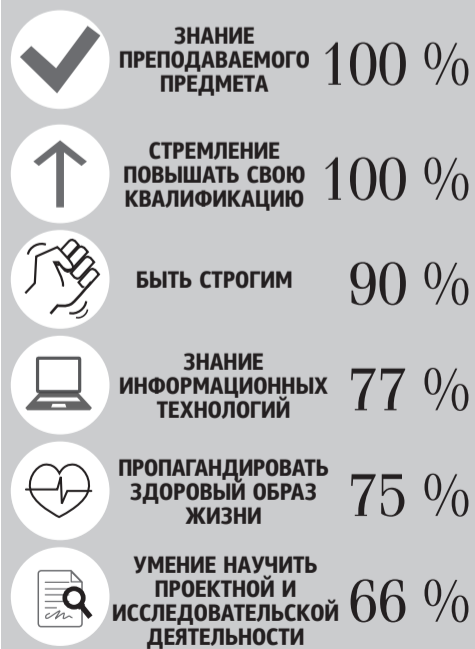 ЗНАНИЕ
ПРЕПОДАВАЕМОГО
ПРЕДМЕТА
100 %
СТРЕМЛЕНИЕ
ПОВЫШАТЬ СВОЮ
КВАЛИФИКАЦИЮ
100 %
БЫТЬ СТРОГИМ
90 %
ЗНАНИЕ
ИНФОРМАЦИОННЫХ
ТЕХНОЛОГИЙ
77 %
ПРОПАГАНДИРОВАТЬ
ЗДОРОВЫЙ ОБРАЗ
ЖИЗНИ
75 %
УМЕНИЕ НАУЧИТЬ
ПРОЕКТНОЙ И
ИССЛЕДОВАТЕЛЬСКОЙ
ДЕЯТЕЛЬНОСТИ
66 %